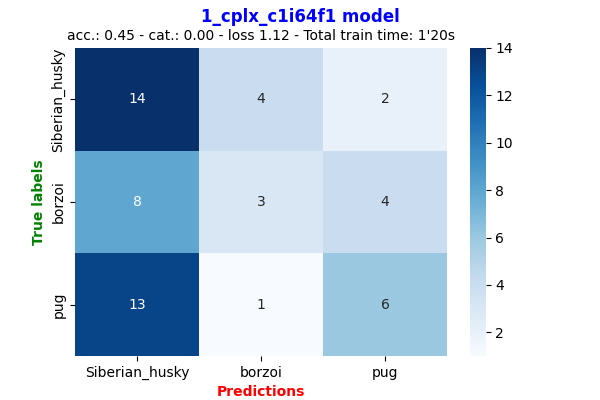 1_cplx_c1i64f1 model
acc.: 0.45 - cat.: 0.00 - loss 1.12 - Total train time: 1'20s
True labels
Siberian_husky
14 4 2
borzoi
8 3 4
pug
13 1 6
Siberian_husky borzoi pug
Predictions
14
12
10
8
6
4
2